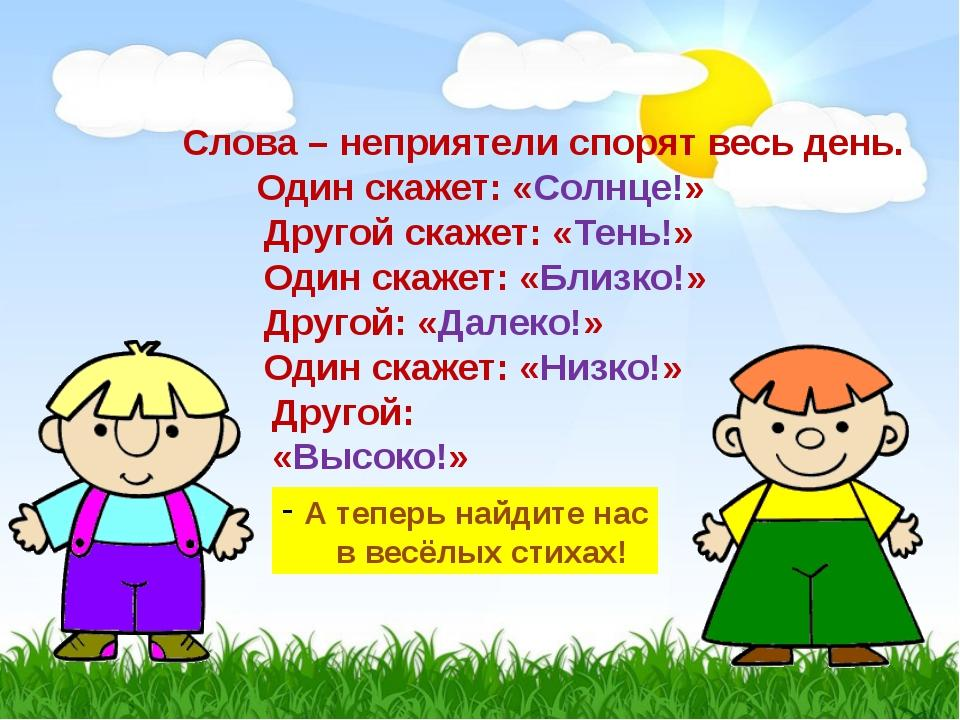 Слова – неприятели спорят весь день.
Один скажет: «Солнце!»
Другой скажет: «Тень!»
Один скажет: «Близко!»
Другой: «Далеко!»
Один скажет: «Низко!»
Другой:
«Высоко!»
- А теперь найдите нас
в весёлых стихах!